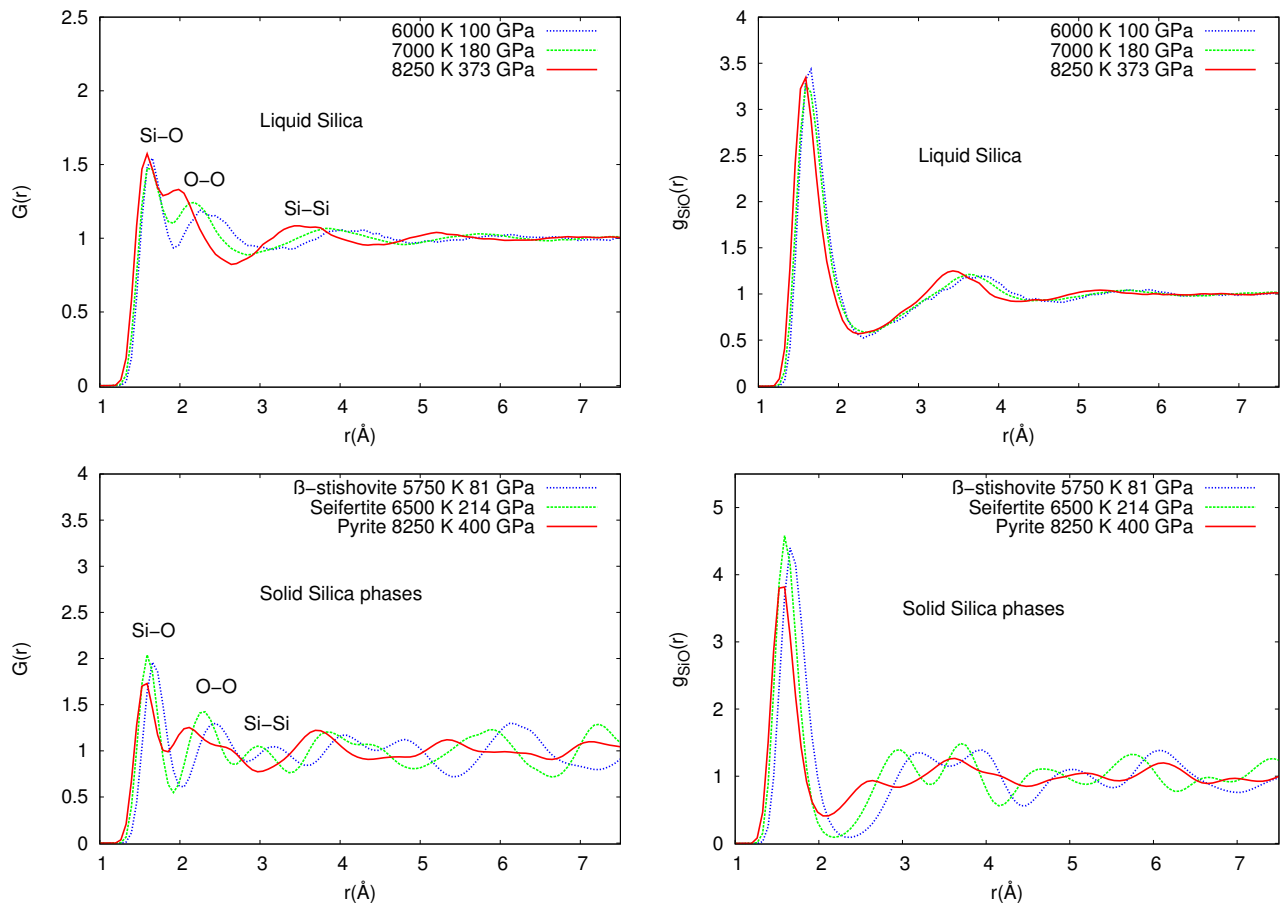 2.5
2
1.5
1
0.5
0
G(r)
6000 K 100 GPa
7000 K 180 GPa
8250 K 373 GPa
Liquid Silica
Si−O
O−O
Si−Si
1 2 3 4 5 6 7
r(Å)
4
3.5
3
2.5
2
1.5
1
0.5
0
gSiO(r)
6000 K 100 GPa
7000 K 180 GPa
8250 K 373 GPa
Liquid Silica
1 2 3 4 5 6 7
r(Å)
4
3.5
3
2.5
2
1.5
1
0.5
0
G(r)
ß−stishovite 5750 K 81 GPa
Seifertite 6500 K 214 GPa
Pyrite 8250 K 400 GPa
Solid Silica phases
Si−O
O−O
Si−Si
1 2 3 4 5 6 7
r(Å)
5
4
3
2
1
0
gSiO(r)
ß−stishovite 5750 K 81 GPa
Seifertite 6500 K 214 GPa
Pyrite 8250 K 400 GPa
Solid Silica phases
1 2 3 4 5 6 7
r(Å)